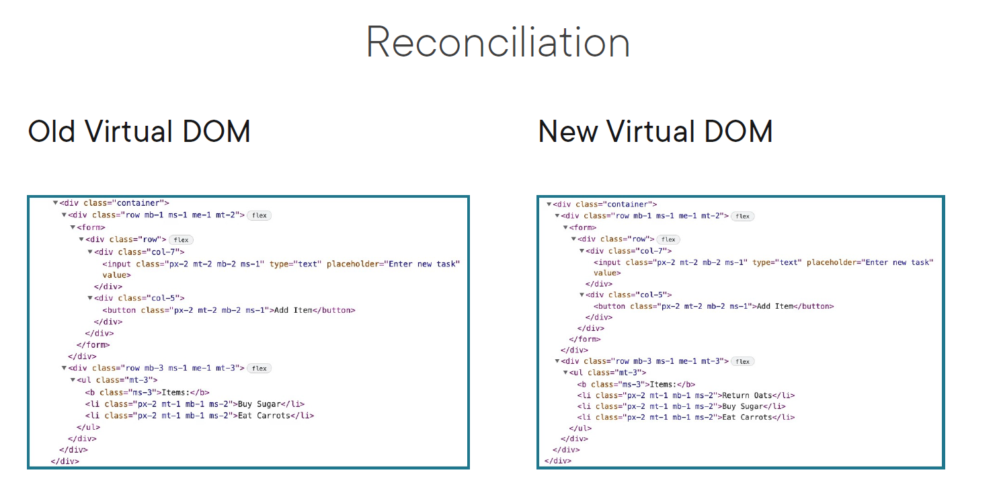 Reconciliation
Old Virtual DOM
<div class="container">
<div class="row mb-1 ms-1 me-1 mt-2"> flex
<form>
<div class="row"> flex
<div class="col-7">
<input class="px-2 mt-2 mb-2 ms-1" type="text" placeholder="Enter new task"
value>
</div>
<div class="col-5">
<button class="px-2 mt-2 mb-2 ms-1">Add Item</button>
</div>
</div>
</form>
</div>
<div class="row mb-3 ms-1 me-1 mt-3"> flex
<ul class="mt-3">
<b class="ms-3">Items:</b>
<li class="px-2 mt-1 mb-1 ms-2">Buy Sugar</li>
<li class="px-2 mt-1 mb-1 ms-2">Eat Carrots</li>
</ul>
</div>
</div>
</div>
New Virtual DOM
<div class="container">
<div class="row mb-1 ms-1 me-1 mt-2"> flex
<form>
<div class="row"> flex
<div class="col-7">
<input class="px-2 mt-2 mb-2 ms-1" type="text" placeholder="Enter new task"
value>
</div>
<div class="col-5">
<button class="px-2 mt-2 mb-2 ms-1">Add Item</button>
</div>
</div>
</form>
</div>
<div class="row mb-3 ms-1 me-1 mt-3"> flex
<ul class="mt-3">
<b class="ms-3">Items:</b>
<li class="px-2 mt-1 mb-1 ms-2">Return Oats</li>
<li class="px-2 mt-1 mb-1 ms-2">Buy Sugar</li>
<li class="px-2 mt-1 mb-1 ms-2">Eat Carrots</li>
</ul>
</div>
</div>
</div>